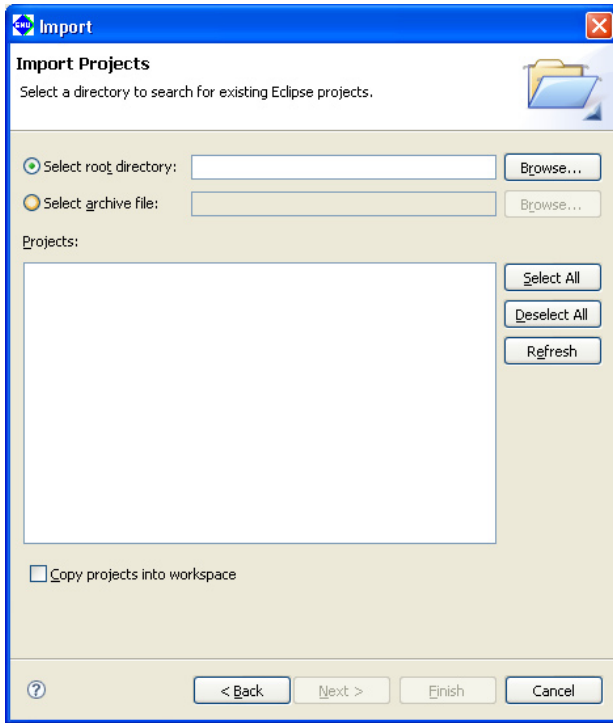 Import
Import Projects
Select a directory to search for existing Eclipse projects.
Select root directory:
Browse...
Select archive file:
Browse...
Projects:
Select All
Deselect All
Refresh
Copy projects into workspace
? < Back Next > Finish Cancel